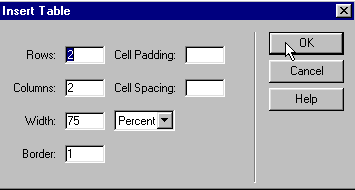 Insert Table
Rows: 2 Cell Padding: OK
Columns: 2 Cell Spacing: Cancel
Width: 75 Percent Help
Border: 1